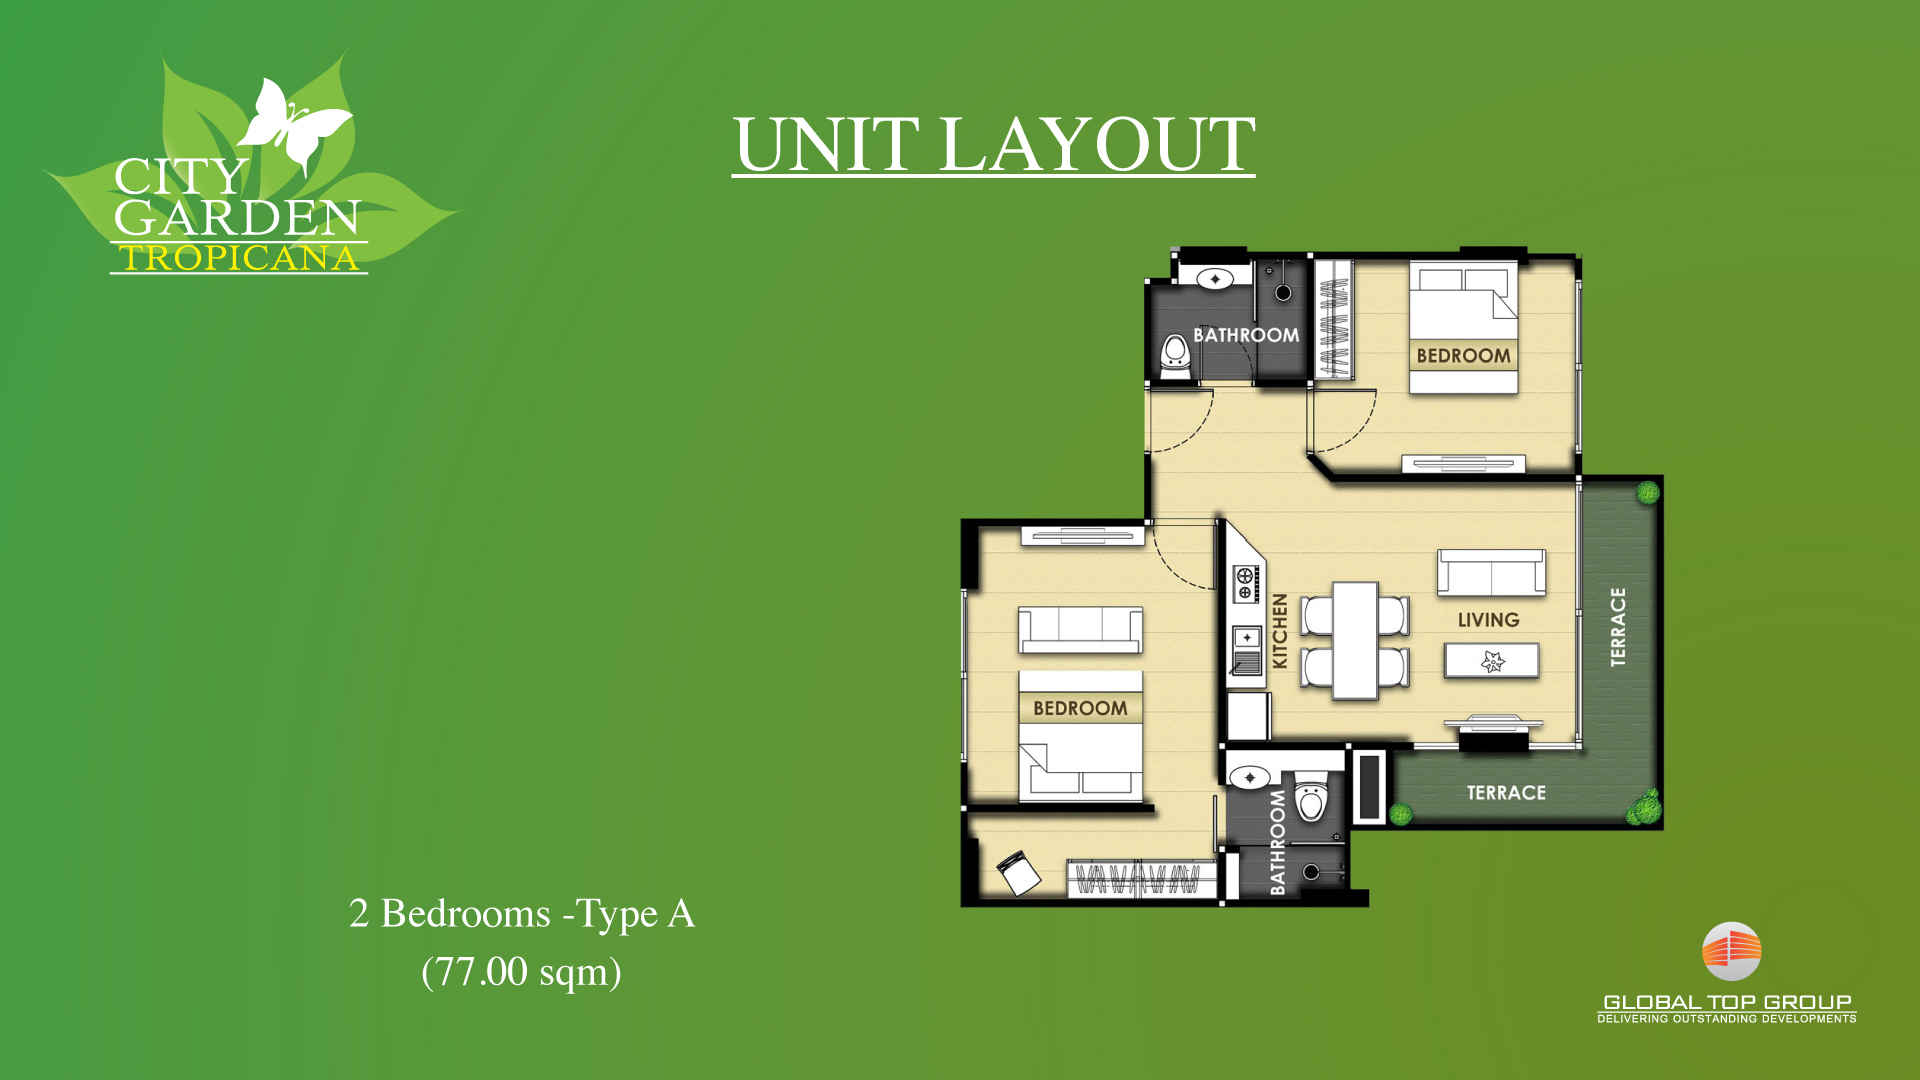 CITY
GARDEN
TROPICANA
UNIT LAYOUT
BATHROOM
BEDROOM
LIVING
KITCHEN
TERRACE
BEDROOM
TERRACE
BATHROOM
2 Bedrooms -Type A
(77.00 sqm)
GLOBAL TOP GROUP
DELIVERING OUTSTANDING DEVELOPMENTS